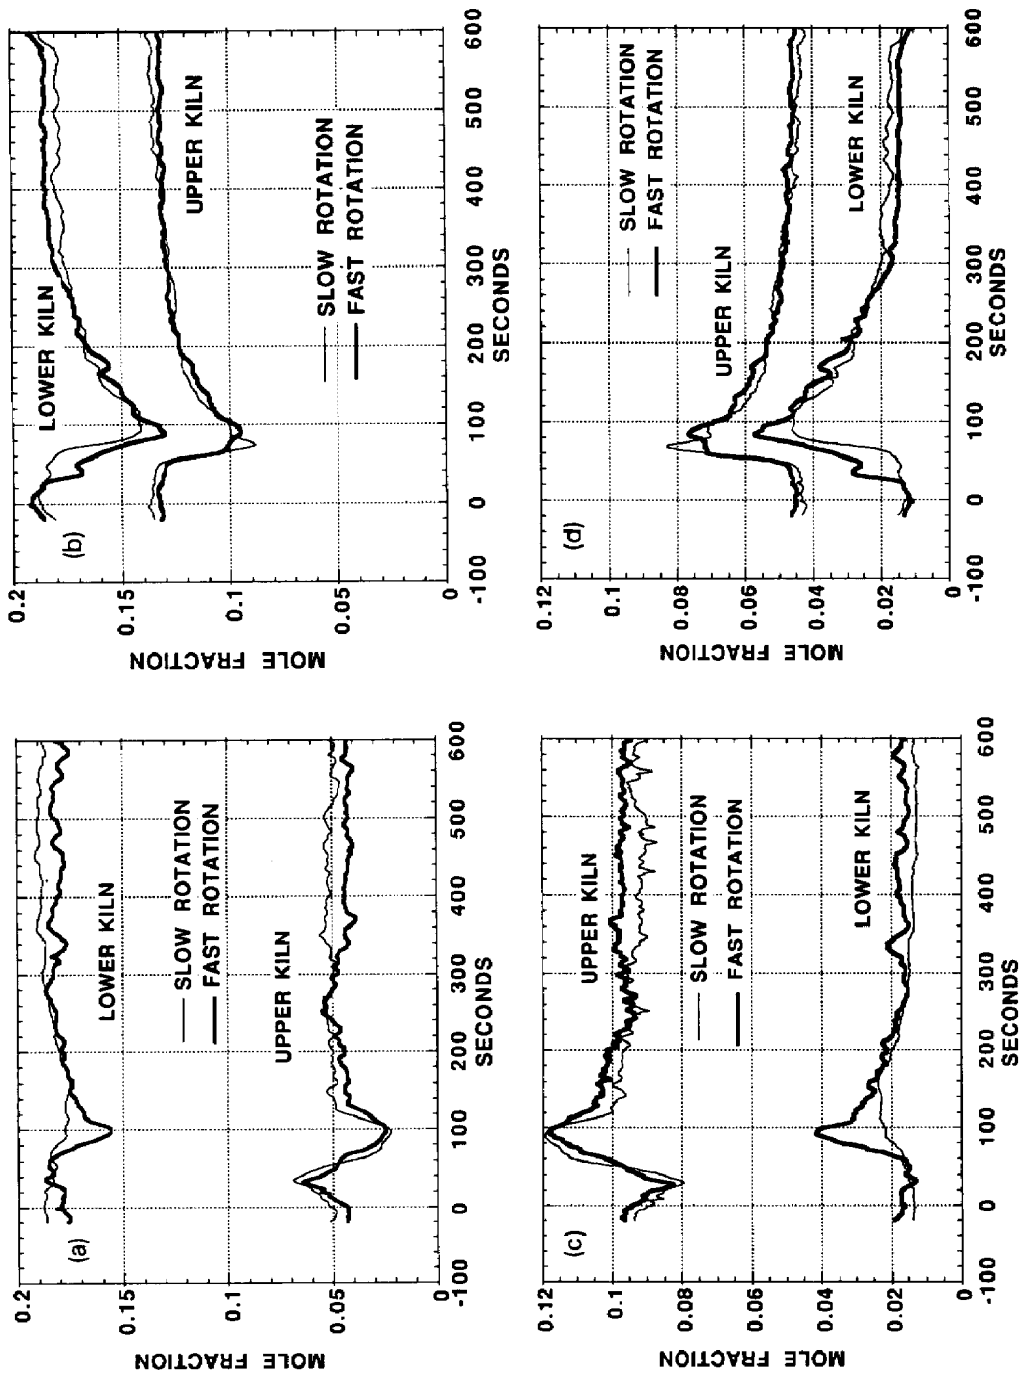 (a)
0.2
0.15
0.1
0.05
0
MOLE FRACTION
LOWER KILN
SLOW ROTATION
FAST ROTATION
UPPER KILN
-100
0
100
200
300
400
500
600
SECONDS
(b)
0.2
0.15
0.1
0.05
0
MOLE FRACTION
LOWER KILN
UPPER KILN
SLOW ROTATION
FAST ROTATION
-100
0
100
200
300
400
500
600
SECONDS
(c)
0.12
0.1
0.08
0.06
0.04
0.02
0
MOLE FRACTION
UPPER KILN
SLOW ROTATION
FAST ROTATION
LOWER KILN
-100
0
100
200
300
400
500
600
SECONDS
(d)
0.12
0.1
0.08
0.06
0.04
0.02
0
MOLE FRACTION
SLOW ROTATION
FAST ROTATION
UPPER KILN
LOWER KILN
-100
0
100
200
300
400
500
600
SECONDS